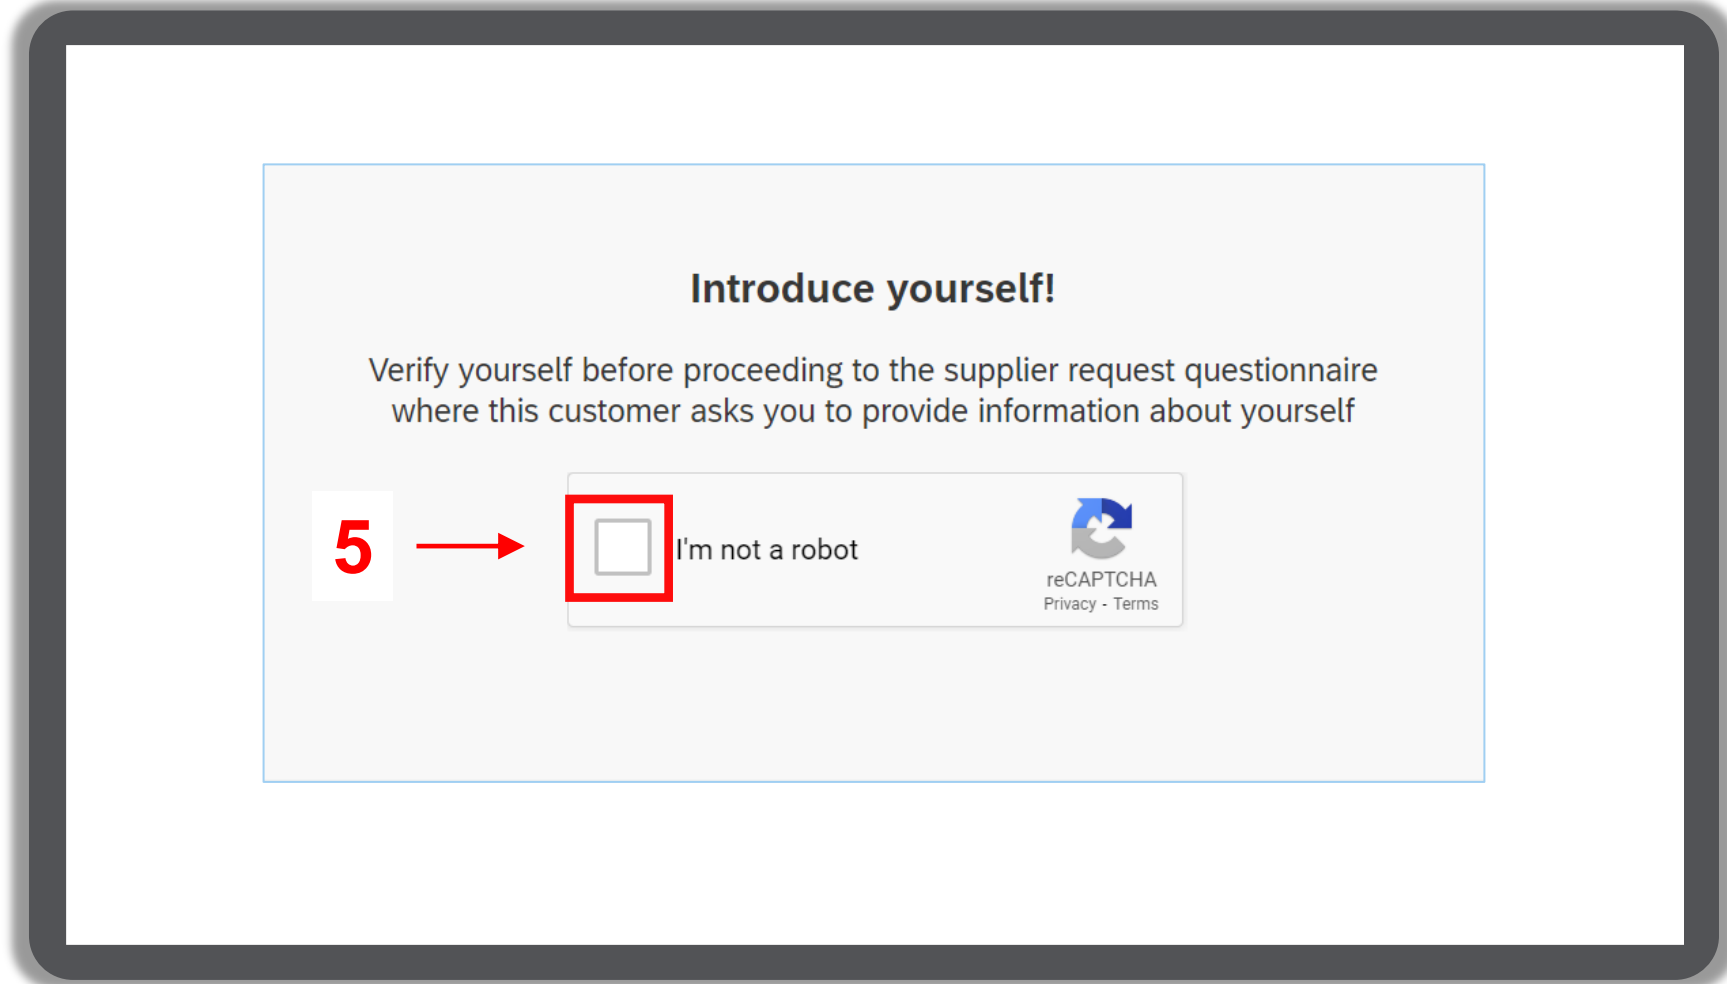 Introduce yourself!
Verify yourself before proceeding to the supplier request questionnaire
where this customer asks you to provide information about yourself
5
I'm not a robot
reCAPTCHA
Privacy - Terms